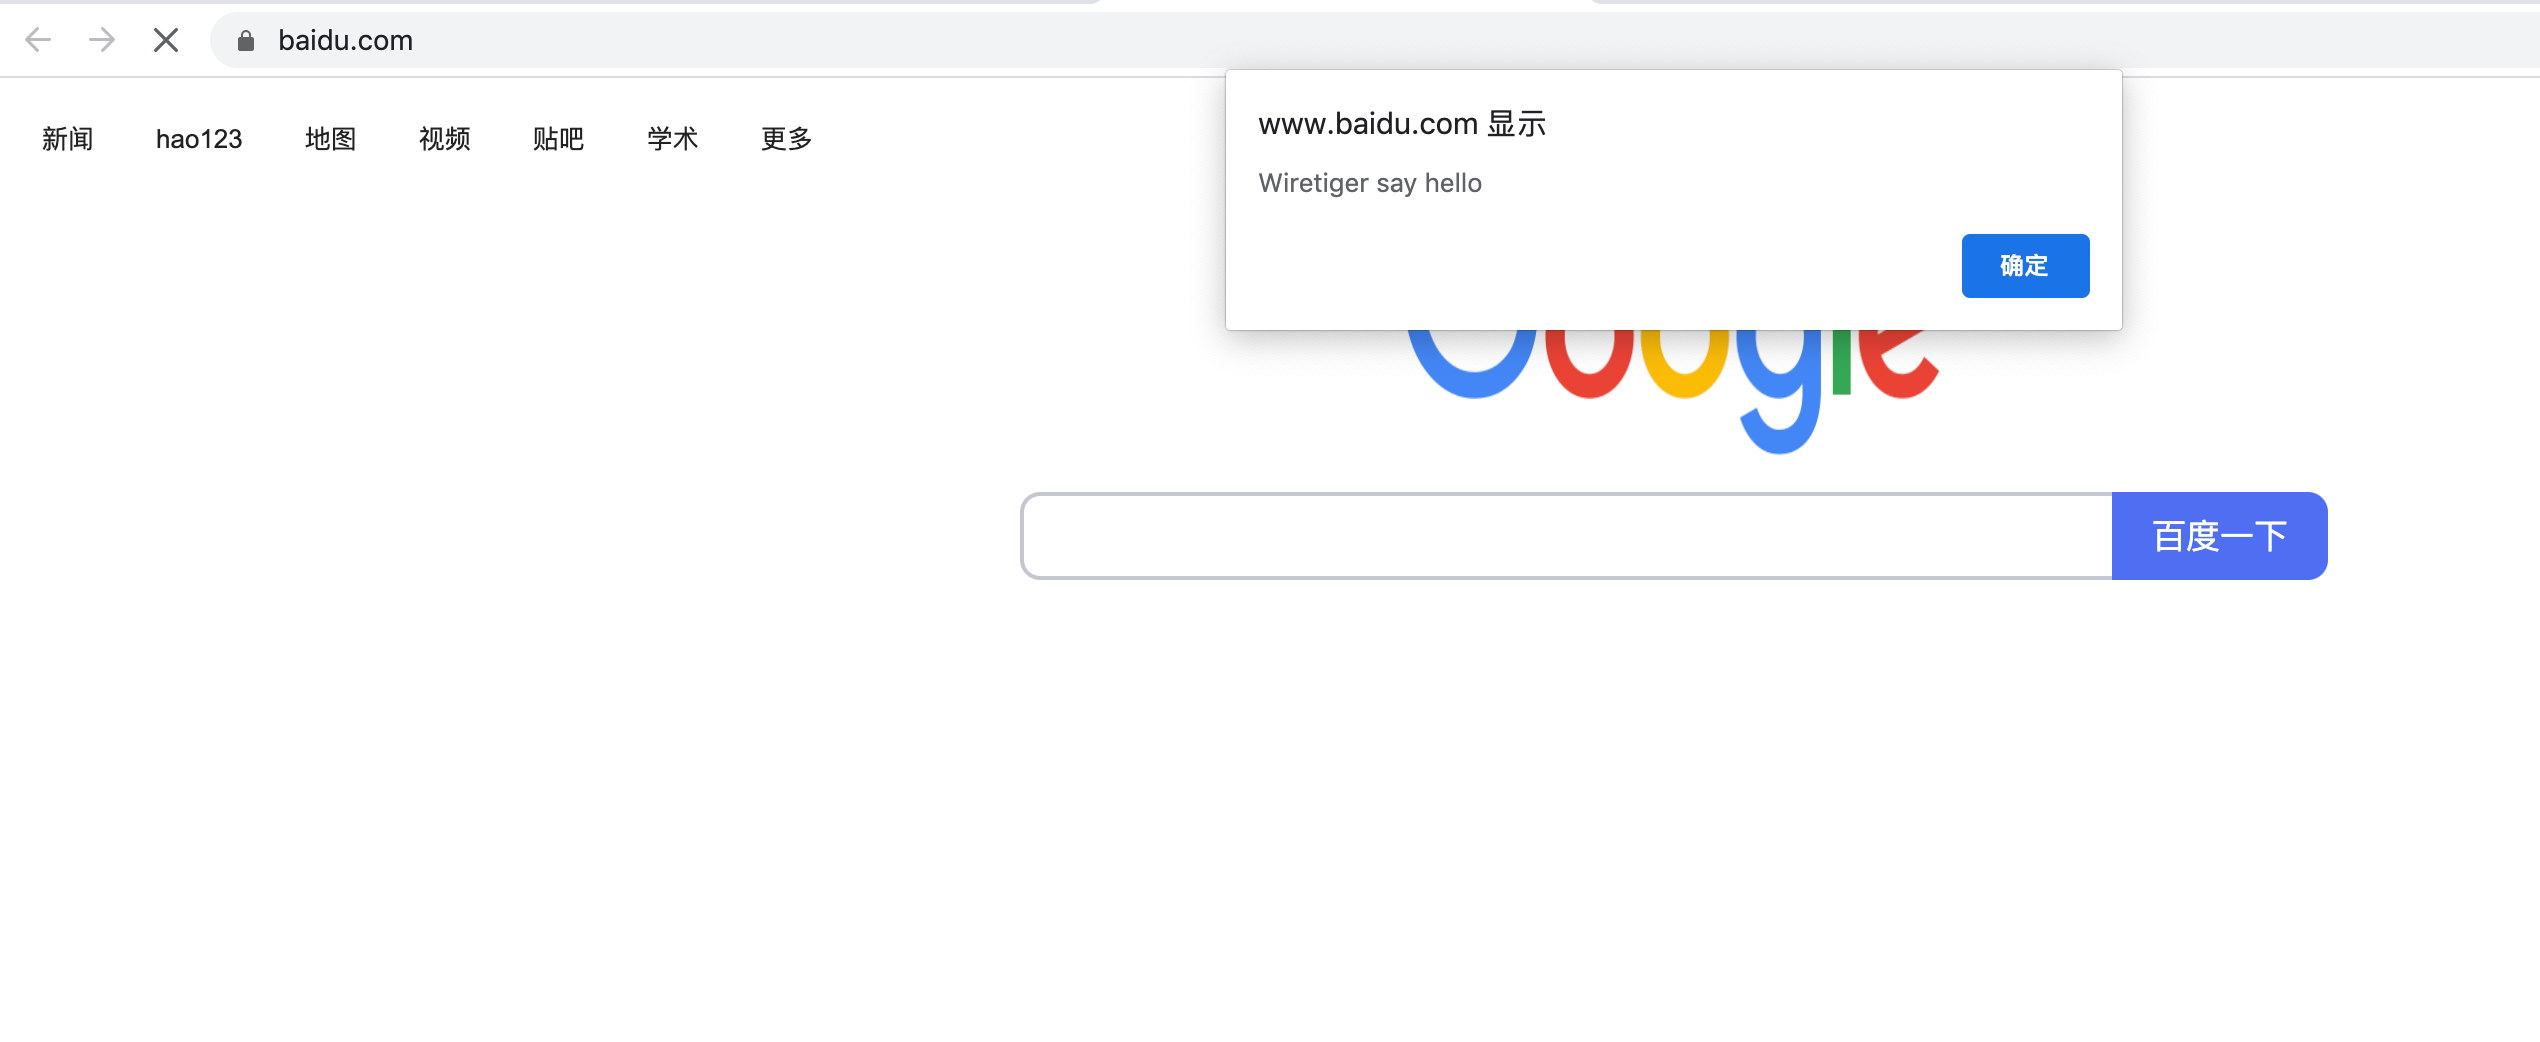 baidu.com
新闻 hao123 地图 视频 贴吧 学术 更多
www.baidu.com 显示
Wiretiger say hello
确定
Google
百度一下